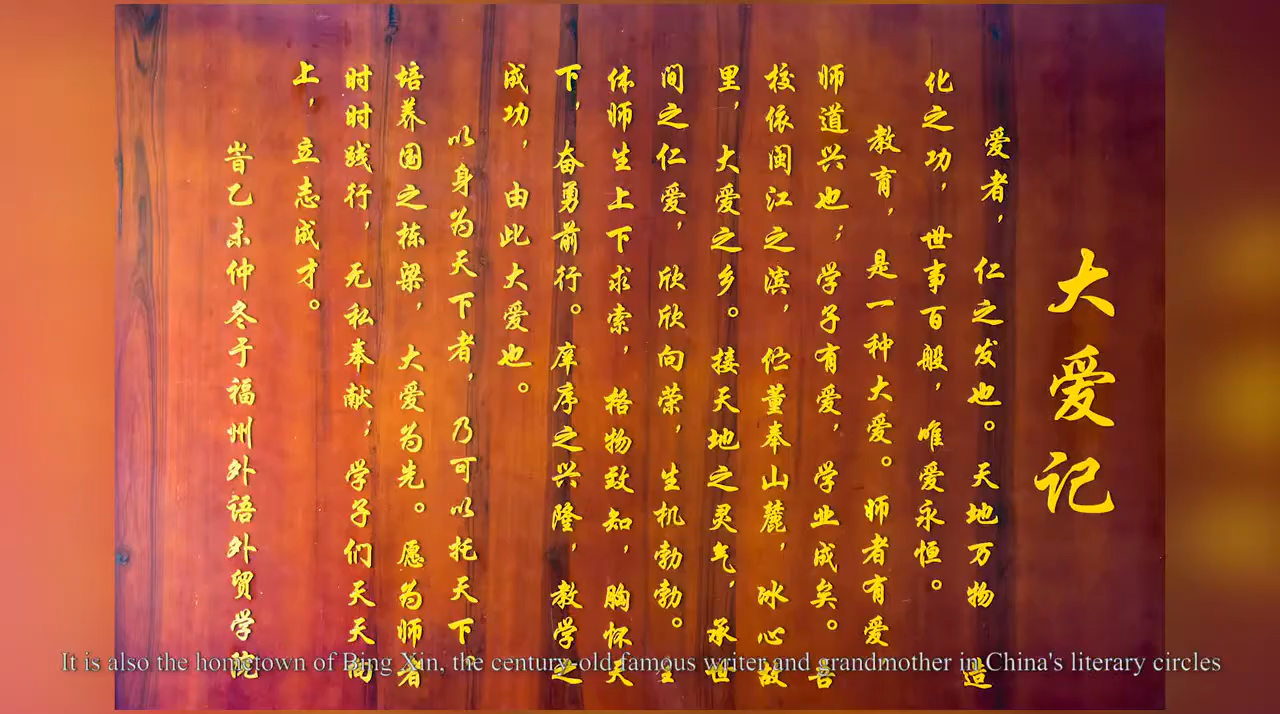 大爱记
爱者，仁之发也。天地万物造
化之功，世事百般，唯爱永恒。
教育，是一种大爱。师者有爱
师道兴也；学子有爱，学业成矣。吾
校依闽江之滨，伫董奉山麓，冰心故
里，大爱之乡。接天地之灵气，承世
间之仁爱，欣欣向荣，生机勃勃。全
体师生上下求索，格物致知，胸怀天
下，奋勇前行。庠序之兴隆，教学之
成功，由此大爱也。
以身为天下者，乃可以托天下
培养国之栋梁，大爱为先。愿为师者
时时践行，无私奉献；学子们天天向
上，立志成才。
旹乙未仲冬于福州外语外贸学院
It is also the hometown of Bing Xin, the century-old famous writer and grandmother in China's literary circles